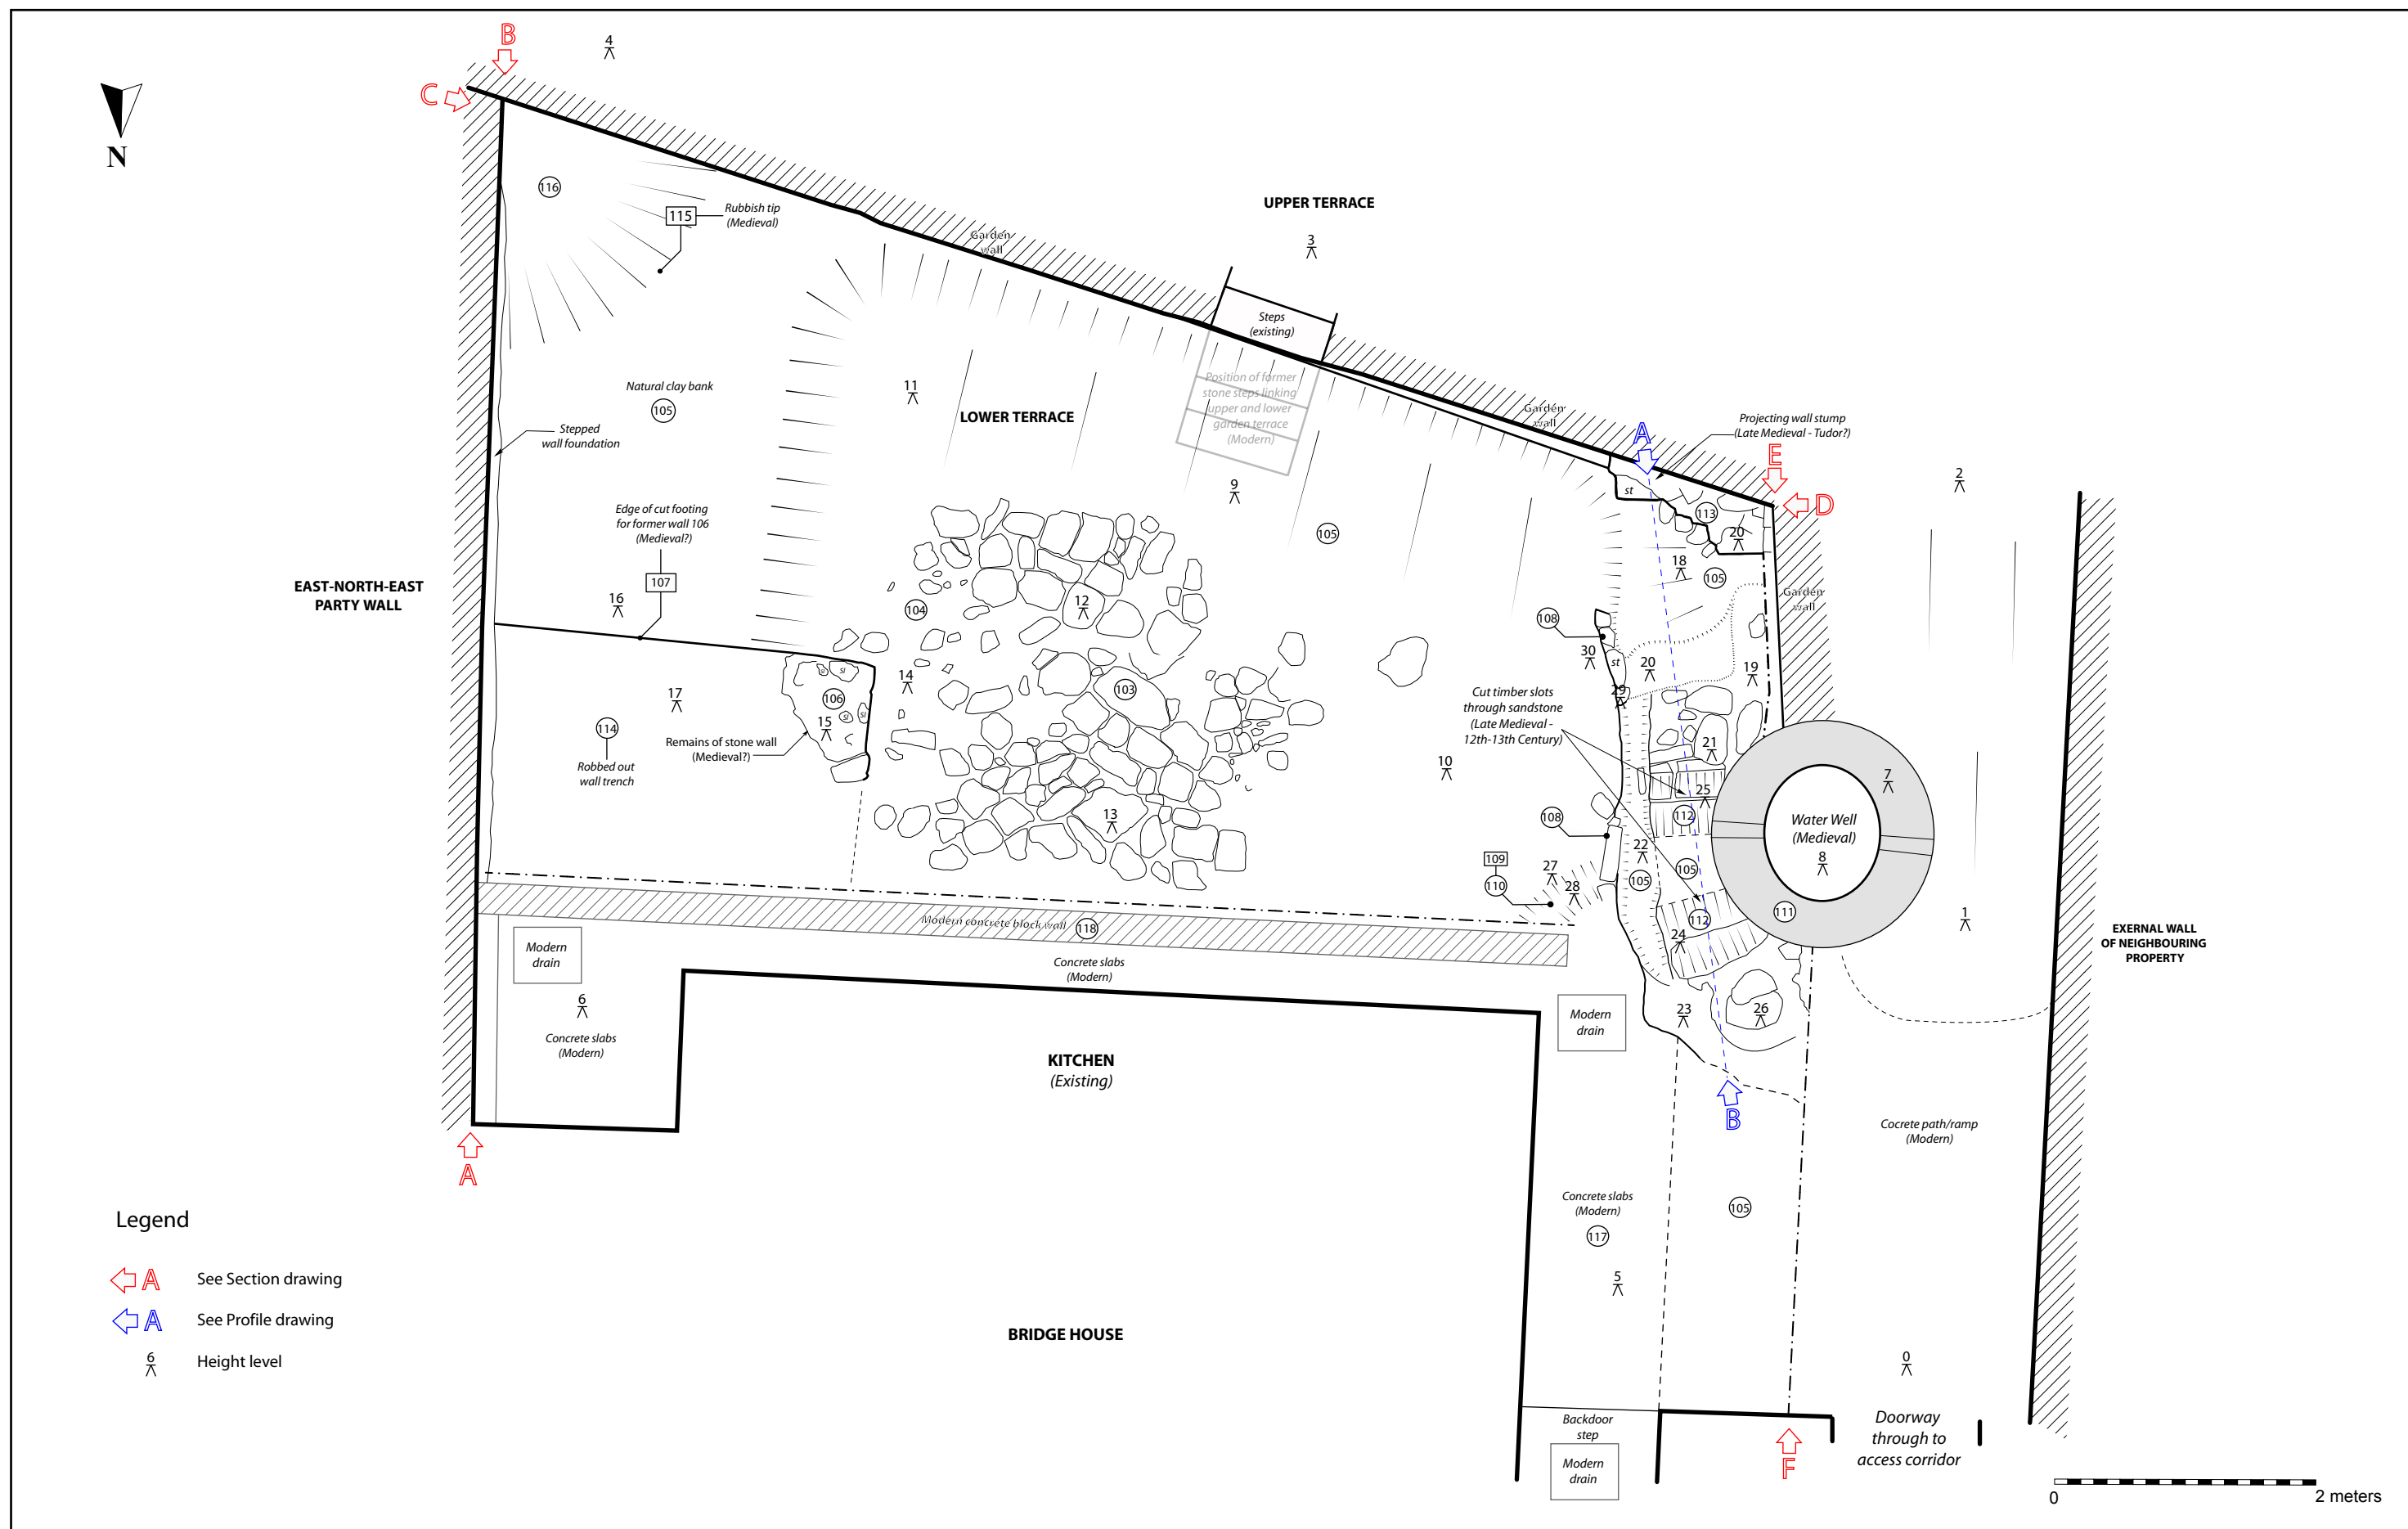 B
4
C
N
116
115
Rubbish tip
(Medieval)
UPPER TERRACE
3
Garden
wall
Steps
(existing)
Position of former
stone steps linking
upper and lower
garden terrace
(Modern)
Natural clay bank
105
11
LOWER TERRACE
Stepped
wall foundation
Garden
wall
A
Projecting wall stump
(Late Medieval - Tudor?)
E
D
2
st
113
20
9
105
18
105
Edge of cut footing
for former wall 106
(Medieval?)
107
16
EAST-NORTH-EAST
PARTY WALL
104
12
Garden
wall
108
30
st
20
19
29
14
103
17
106
15
114
Robbed out
wall trench
Remains of stone wall
(Medieval?)
Cut timber slots
through sandstone
(Late Medieval -
12th-13th Century)
21
10
25
7
112
Water Well
(Medieval)
8
13
108
22
109
110
27
28
105
105
112
111
24
1
Modern concrete block wall
118
EXERNAL WALL
OF NEIGHBOURING
PROPERTY
Modern
drain
Concrete slabs
(Modern)
6
Concrete slabs
(Modern)
Modern
drain
23
26
KITCHEN
(Existing)
B
Cocrete path/ramp
(Modern)
A
Concrete slabs
(Modern)
117
105
5
Legend
A See Section drawing
A See Profile drawing
6 Height level
BRIDGE HOUSE
0
Backdoor
step
Modern
drain
F
Doorway
through to
access corridor
0 2 meters